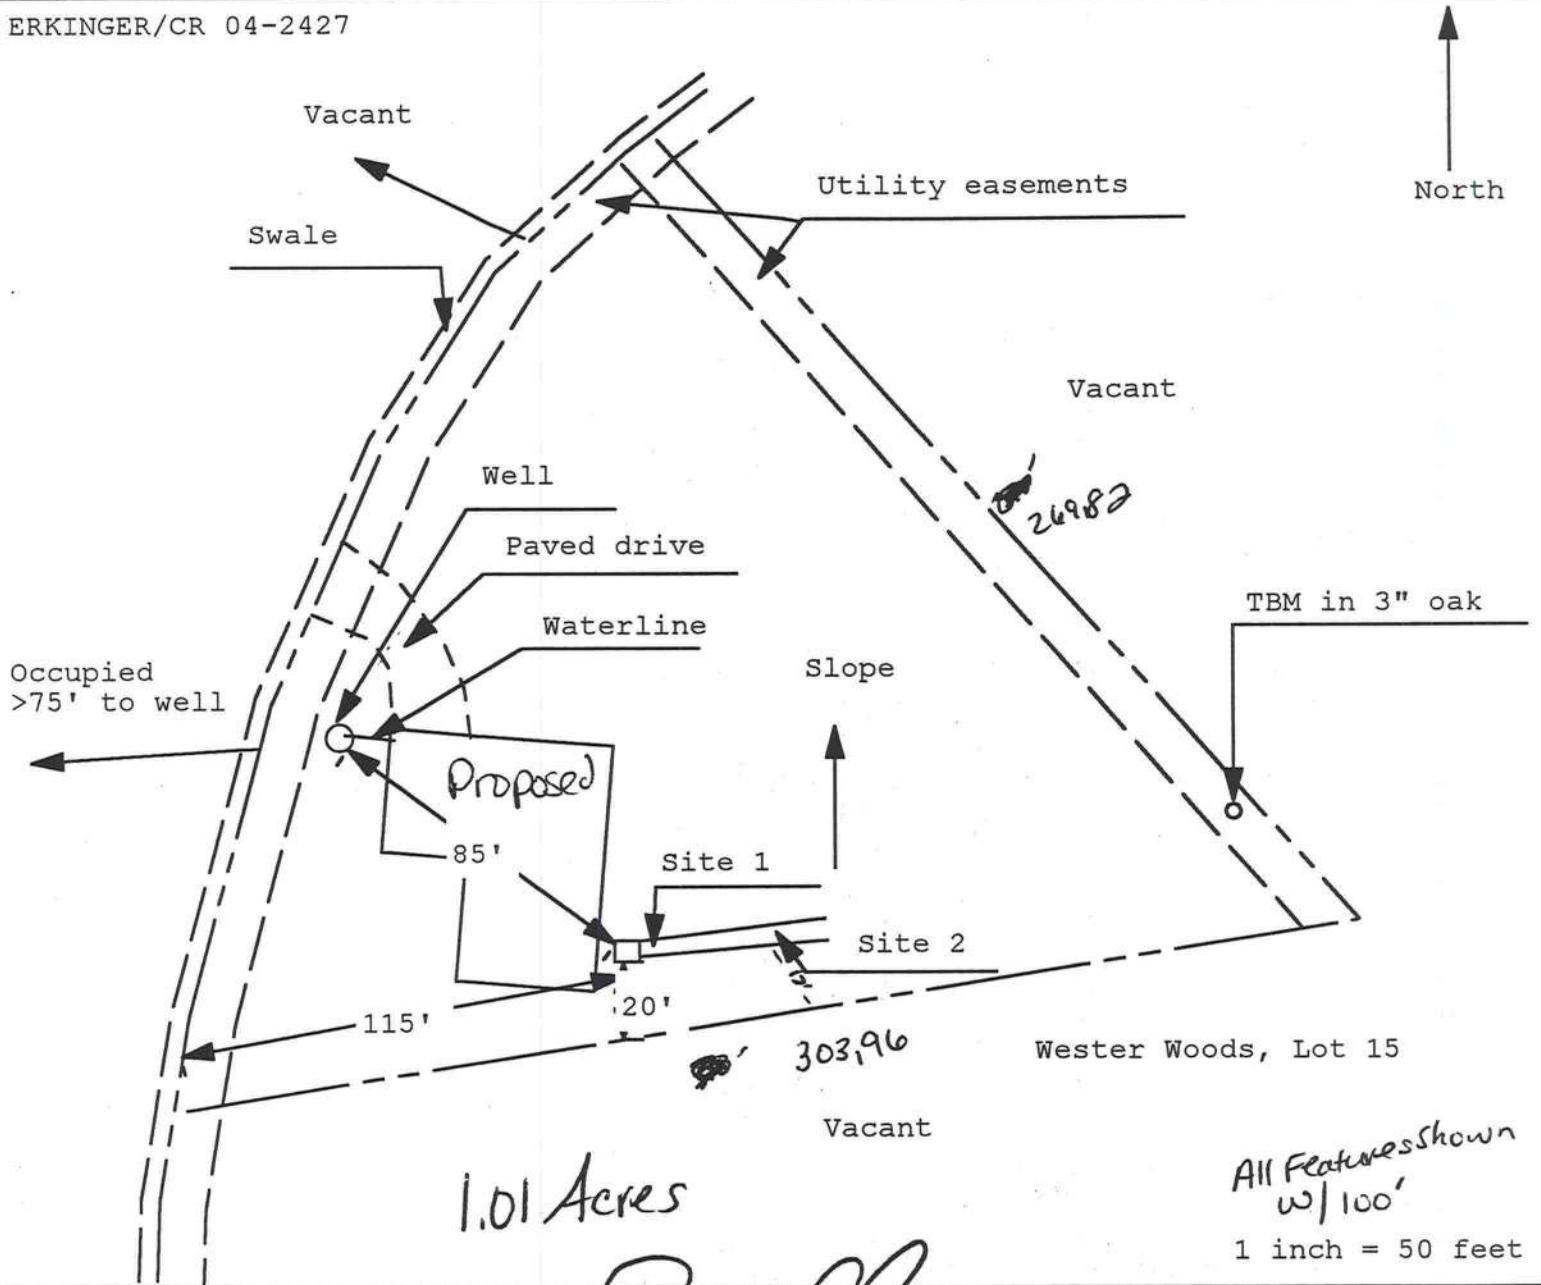 ERKINGER/CR 04-2427
Vacant
Utility easements
North
Swale
Vacant
Well
269.82
Paved drive
TBM in 3" oak
Waterline
Occupied
>75' to well
Slope
Proposed
85'
Site 1
Site 2
115'
20'
303,96
Wester Woods, Lot 15
Vacant
1.01 Acres
All Features Shown
w/ 100'
1 inch = 50 feet